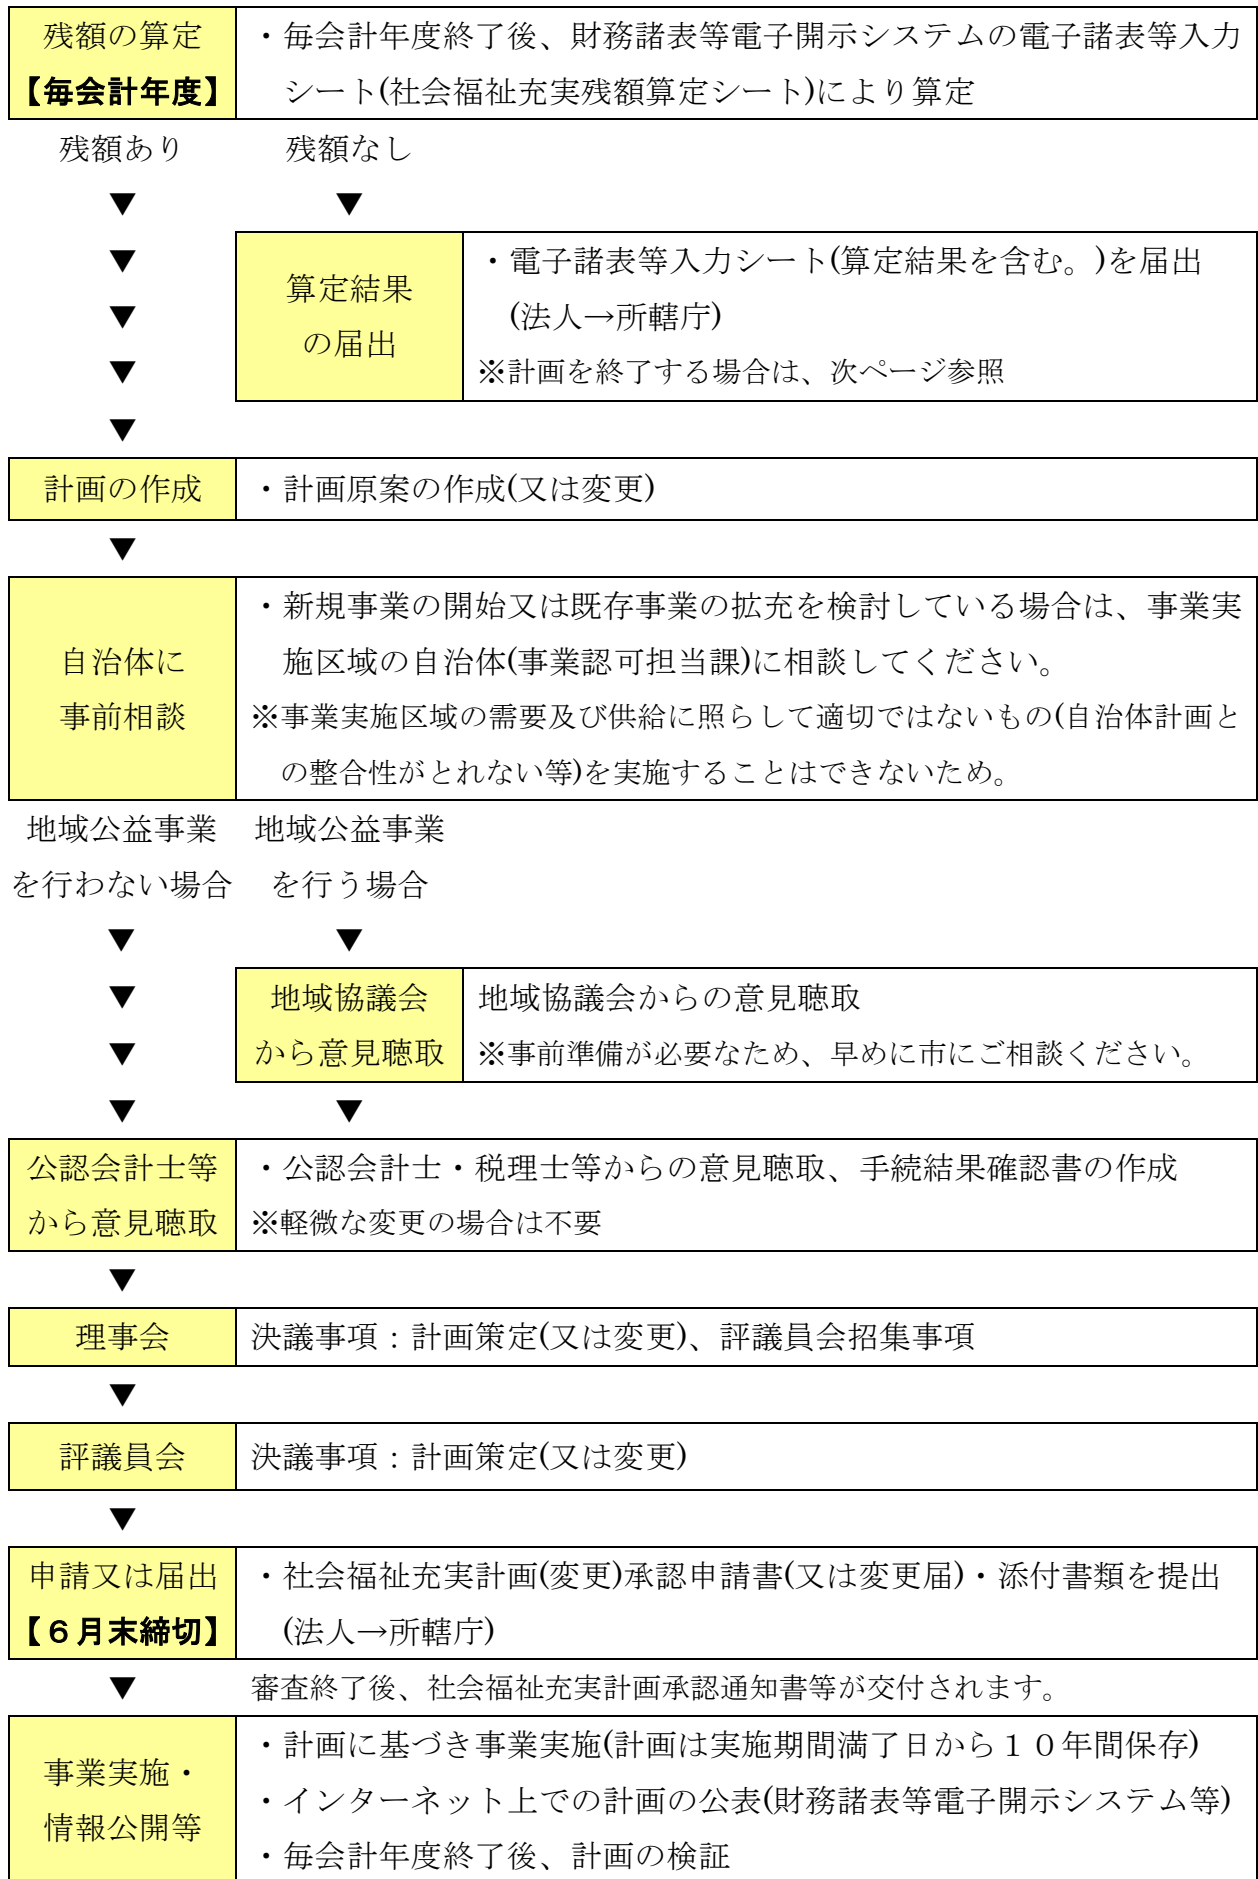 残額の算定
【毎会計年度】
・毎会計年度終了後、財務諸表等電子開示システムの電子諸表等入力
シート(社会福祉充実残額算定シート)により算定
残額あり 残額なし
▼ ▼
▼
▼
▼
▼
算定結果
の届出
・電子諸表等入力シート(算定結果を含む。)を届出
(法人→所轄庁)
※計画を終了する場合は、次ページ参照
計画の作成
・計画原案の作成(又は変更)
▼
自治体に
事前相談
・新規事業の開始又は既存事業の拡充を検討している場合は、事業実
施区域の自治体(事業認可担当課)に相談してください。
※事業実施区域の需要及び供給に照らして適切ではないもの(自治体計画と
の整合性がとれない等)を実施することはできないため。
地域公益事業
を行わない場合
地域公益事業
を行う場合
▼ ▼
▼
▼
地域協議会
から意見聴取
地域協議会からの意見聴取
※事前準備が必要なため、早めに市にご相談ください。
▼ ▼
公認会計士等
から意見聴取
・公認会計士・税理士等からの意見聴取、手続結果確認書の作成
※軽微な変更の場合は不要
▼
理事会
決議事項：計画策定(又は変更)、評議員会招集事項
▼
評議員会
決議事項：計画策定(又は変更)
▼
申請又は届出
【６月末締切】
・社会福祉充実計画(変更)承認申請書(又は変更届)・添付書類を提出
(法人→所轄庁)
▼ 審査終了後、社会福祉充実計画承認通知書等が交付されます。
事業実施・
情報公開等
・計画に基づき事業実施(計画は実施期間満了日から１０年間保存)
・インターネット上での計画の公表(財務諸表等電子開示システム等)
・毎会計年度終了後、計画の検証